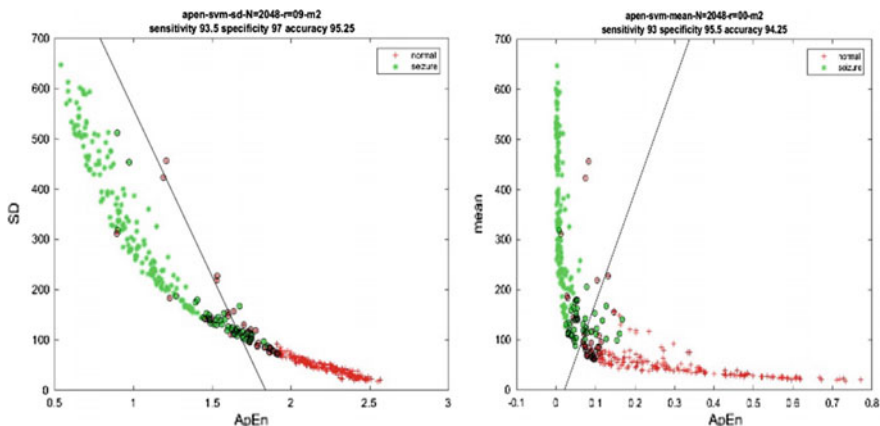 apen-svm-sd-N=2048-r=09-m2
sensitivity 93.5 specificity 97 accuracy 95.25
700
600
500
400
300
200
100
0
SD
normal
seizure
0.5
1
1.5
2
2.5
3
ApEn
apen-svm-mean-N=2048-r=00-m2
sensitivity 93 specificity 95.5 accuracy 94.25
700
600
500
400
300
200
100
0
mean
normal
seizure
-0.1
0
0.1
0.2
0.3
0.4
0.5
0.6
0.7
0.8
ApEn